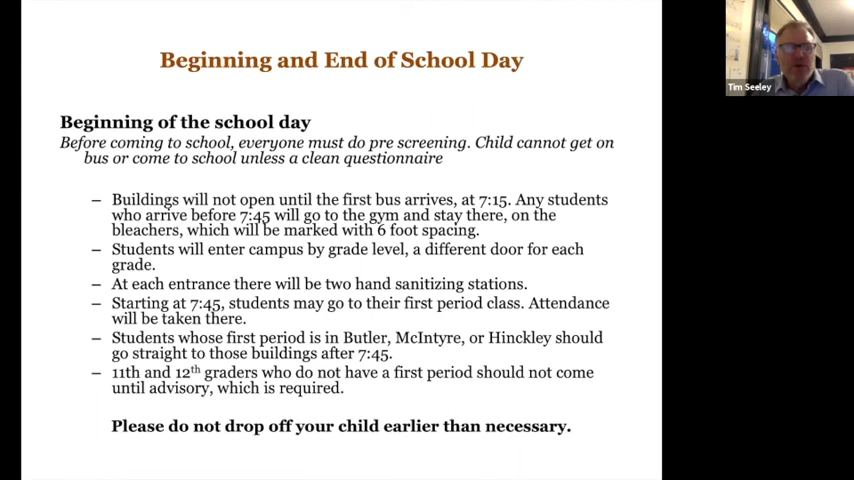 Beginning and End of School Day
Tim Seeley
Beginning of the school day
Before coming to school, everyone must do pre screening. Child cannot get on
bus or come to school unless a clean questionnaire
– Buildings will not open until the first bus arrives, at 7:15. Any students
who arrive before 7:45 will go to the gym and stay there, on the
bleachers, which will be marked with 6 foot spacing.
– Students will enter campus by grade level, a different door for each
grade.
– At each entrance there will be two hand sanitizing stations.
– Starting at 7:45, students may go to their first period class. Attendance
will be taken there.
– Students whose first period is in Butler, McIntyre, or Hinckley should
go straight to those buildings after 7:45.
– 11th and 12th graders who do not have a first period should not come
until advisory, which is required.
Please do not drop off your child earlier than necessary.